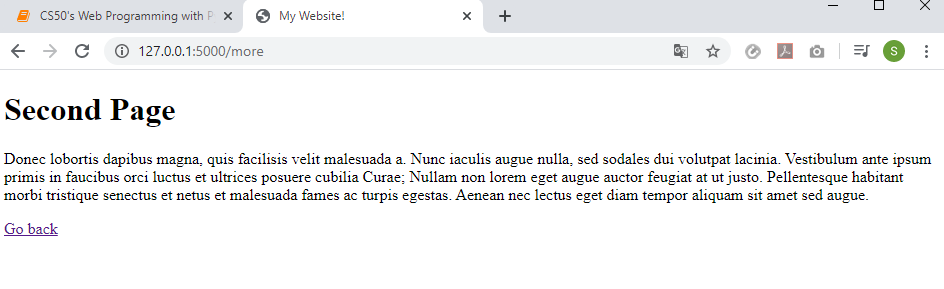 CS50's Web Programming with P
My Website!
127.0.0.1:5000/more
S
Second Page
Donec lobortis dapibus magna, quis facilisis velit malesuada a. Nunc iaculis augue nulla, sed sodales dui volutpat lacinia. Vestibulum ante ipsum
primis in faucibus orci luctus et ultrices posuere cubilia Curae; Nullam non lorem eget augue auctor feugiat at ut justo. Pellentesque habitant
morbi tristique senectus et netus et malesuada fames ac turpis egestas. Aenean nec lectus eget diam tempor aliquam sit amet sed augue.
Go back